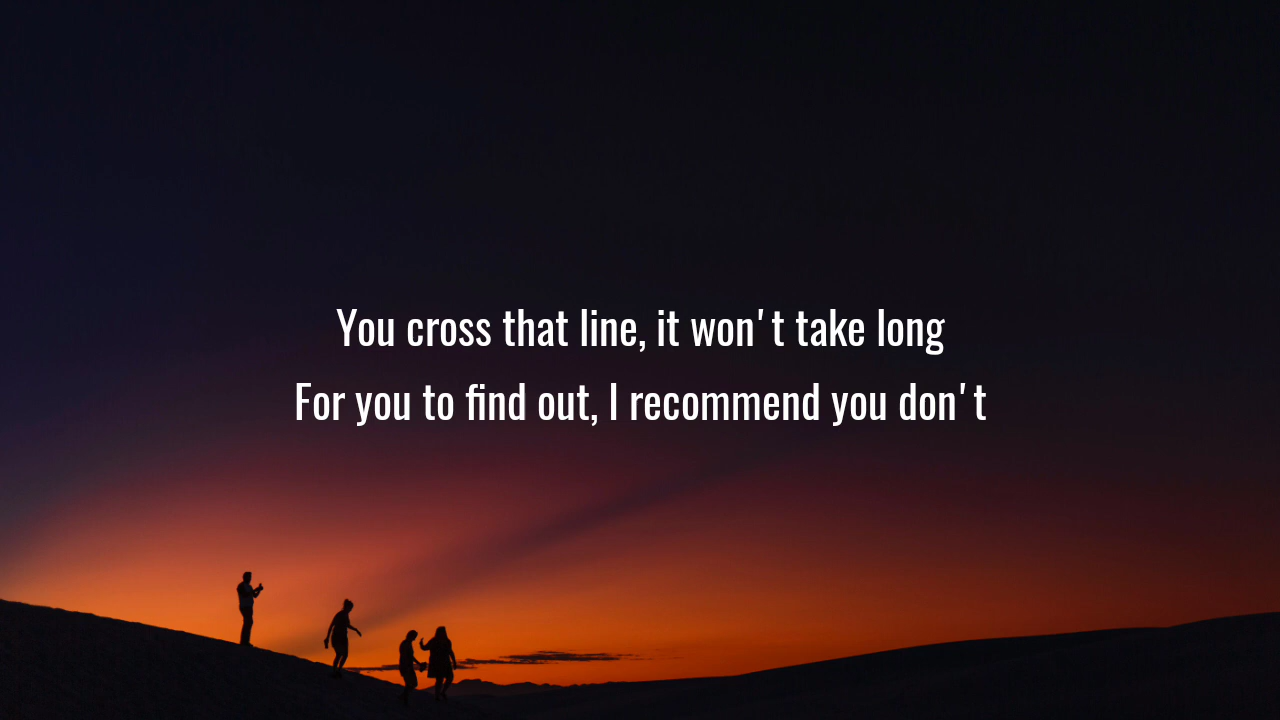 You cross that line, it won't take long
For you to find out, I recommend you don't